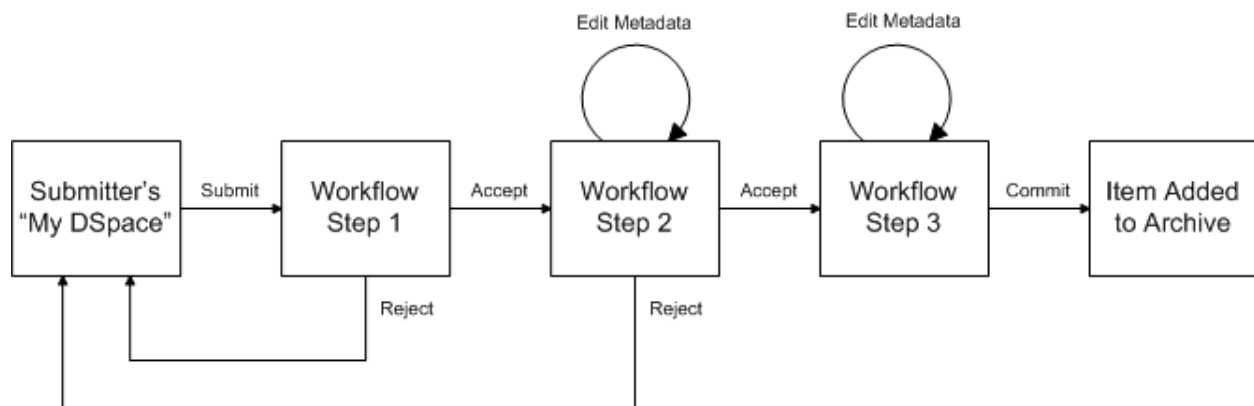 Edit Metadata
Edit Metadata
Submitter’s
“My DSpace”
Submit
Workflow
Step 1
Accept
Workflow
Step 2
Accept
Workflow
Step 3
Commit
Item Added
to Archive
Reject
Reject